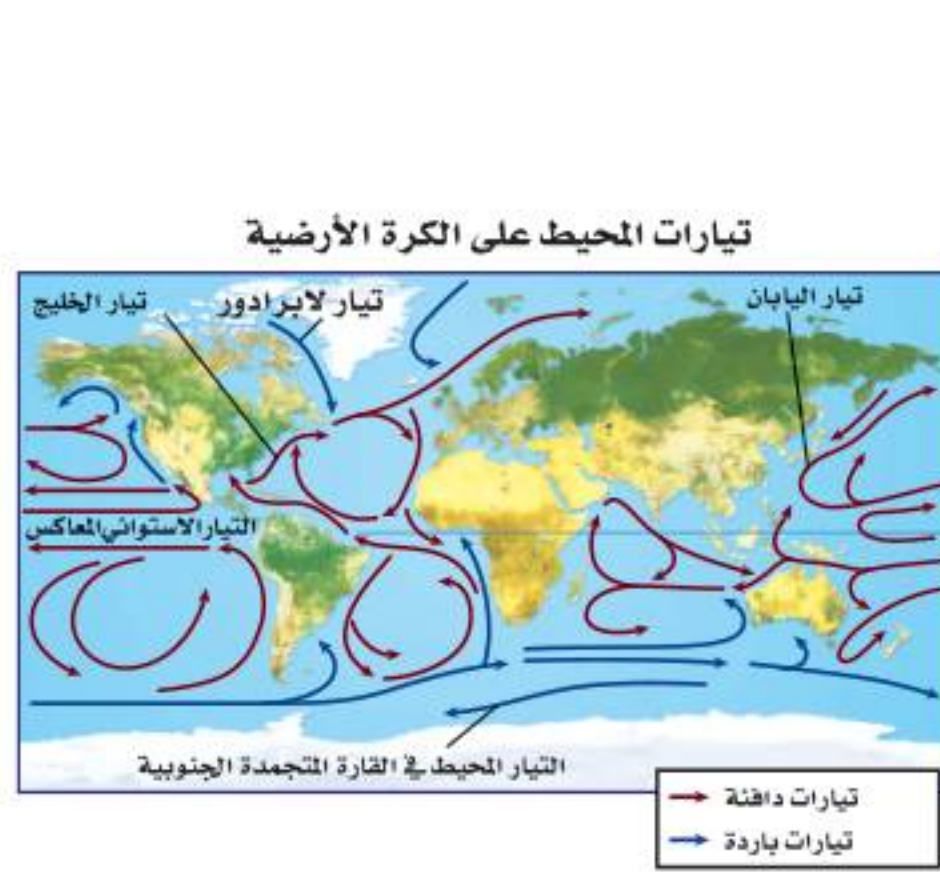 تيارات المحيط على الكرة الأرضية
تيار اليابان
تيار لابرادور
تيار الخليج
التيار الاستوائي المعاكس
التيار المحيط في القارة المتجمدة الجنوبية
تيارات دافئة
تيارات باردة